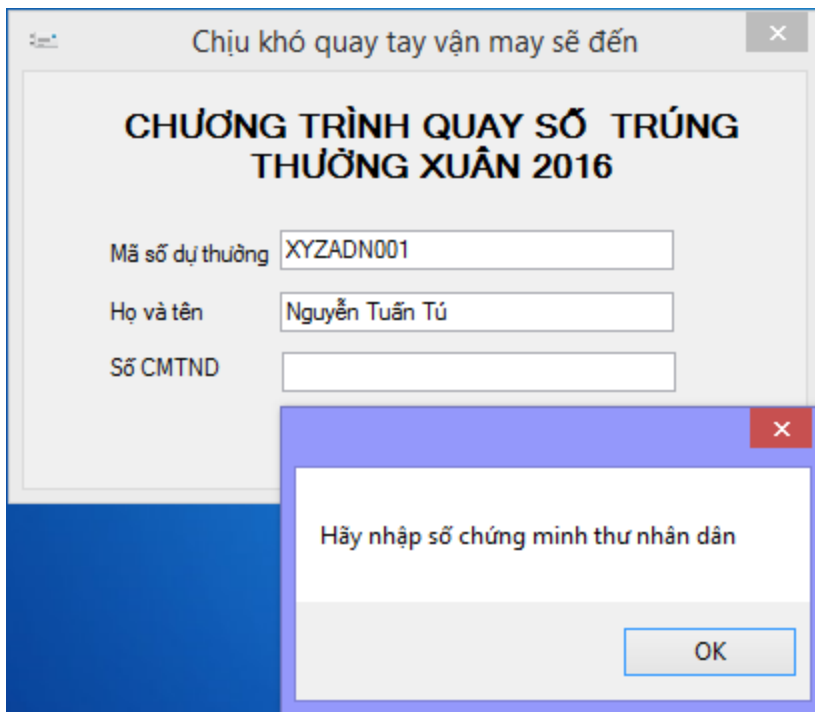 Chịu khó quay tay vận may sẽ đến
CHƯƠNG TRÌNH QUAY SỐ TRÚNG
THƯỞNG XUÂN 2016
Mã số dự thưởng XYZADN001
Họ và tên Nguyễn Tuấn Tú
Số CMTND
Hãy nhập số chứng minh thư nhân dân
OK